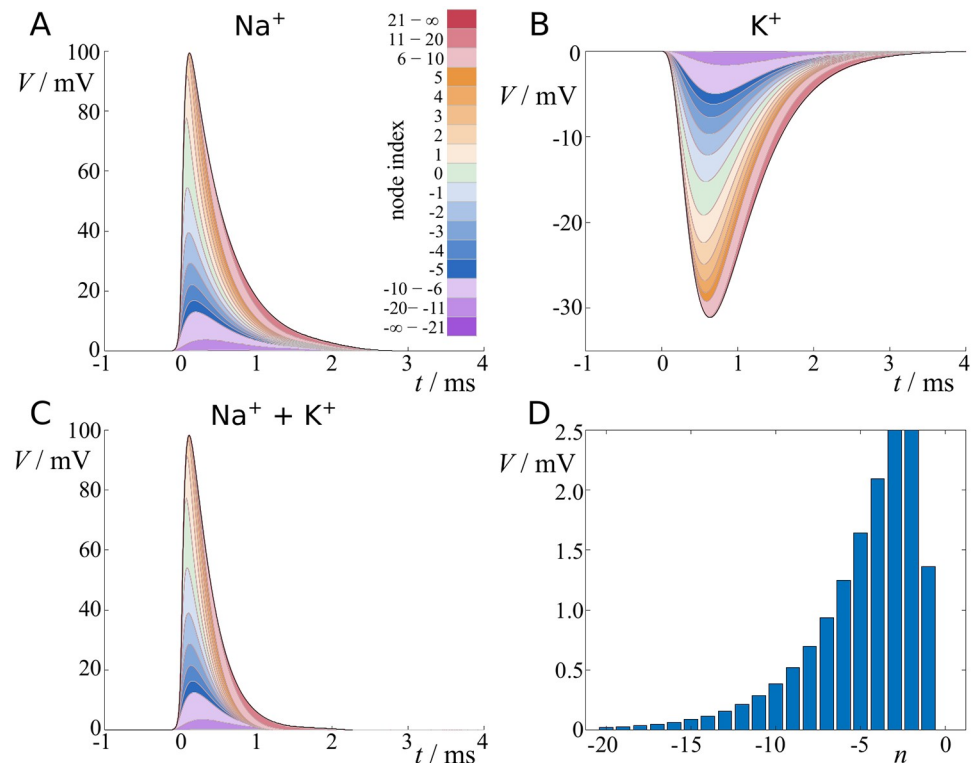 A
Na+
V / mV
100
80
60
40
20
0
-1
0
1
2
3
4
t / ms
node index
21 – ∞
11 – 20
6 – 10
5
4
3
2
1
0
-1
-2
-3
-4
-5
-10 – -6
-20 – -11
-∞ – -21
B
K+
V / mV
0
-10
-20
-30
-1
0
1
2
3
4
t / ms
C
Na+ + K+
V / mV
100
80
60
40
20
0
-1
0
1
2
3
4
t / ms
D
V / mV
2.5
2.0
1.5
1.0
0.5
0
-20
-15
-10
-5
0
n